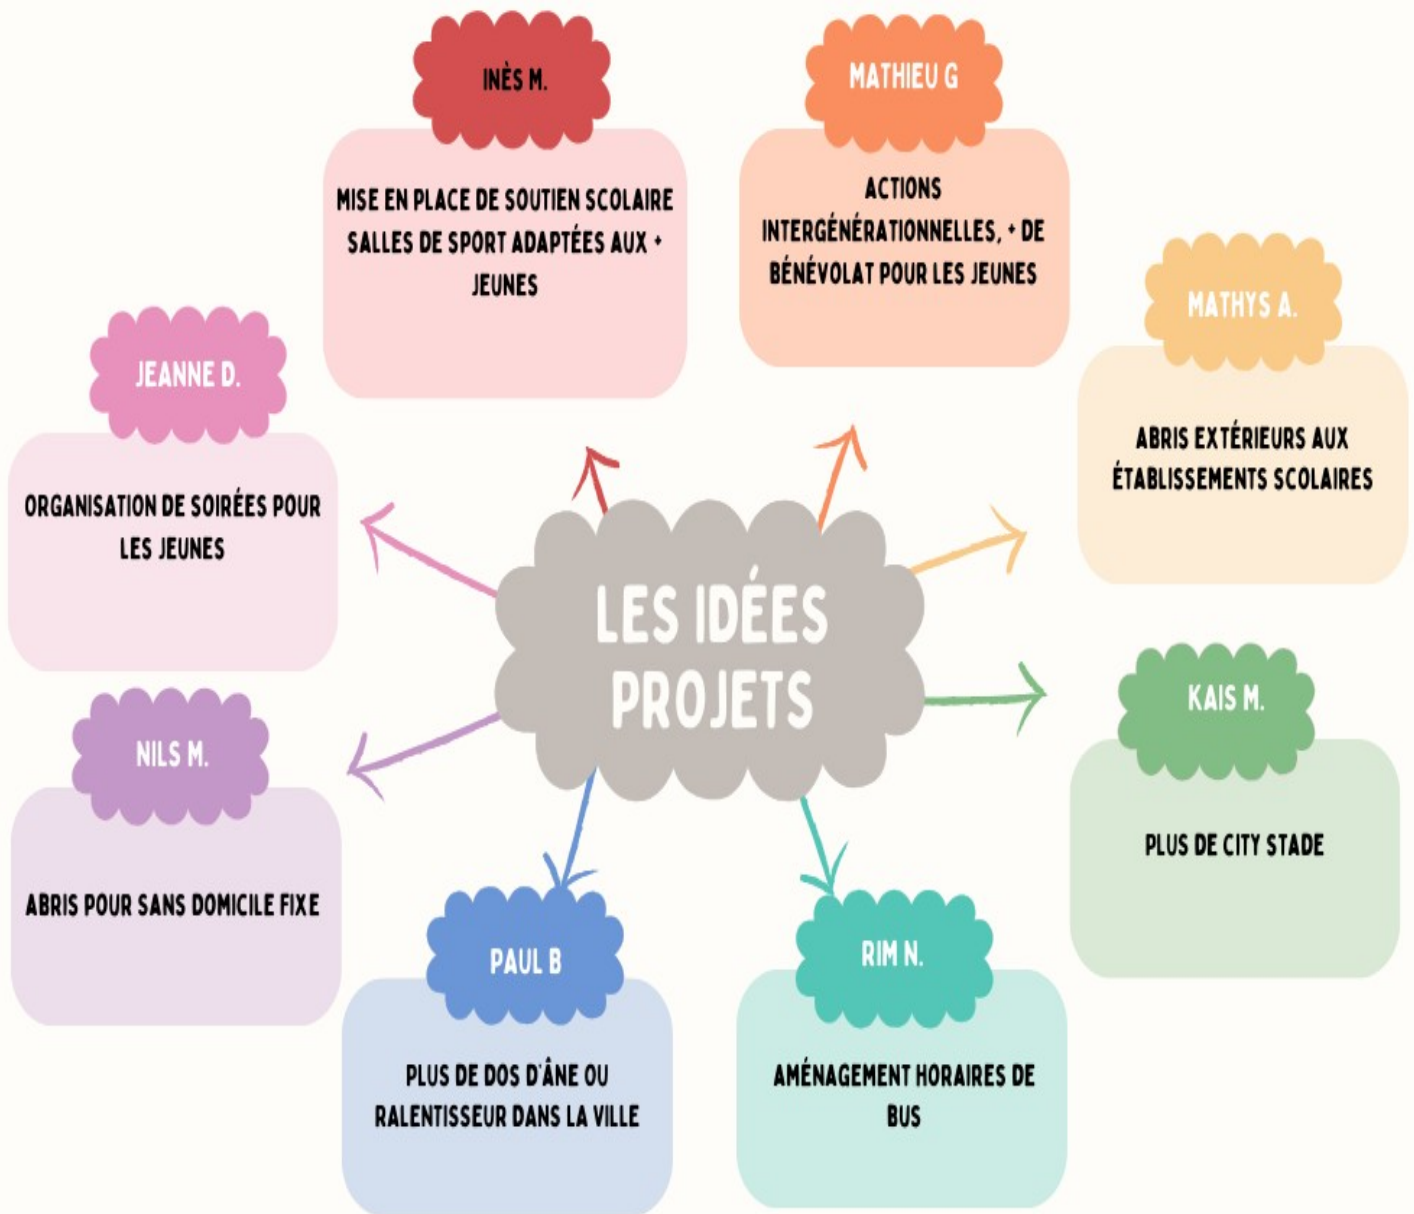 INÈS M.
MISE EN PLACE DE SOUTIEN SCOLAIRE
SALLES DE SPORT ADAPTÉES AUX +
JEUNES
MATHIEU G
ACTIONS
INTERGÉNÉRATIONNELLES, + DE
BÉNÉVOLAT POUR LES JEUNES
MATHYS A.
ABRIS EXTÉRIEURS AUX
ÉTABLISSEMENTS SCOLAIRES
JEANNE D.
ORGANISATION DE SOIRÉES POUR
LES JEUNES
LES IDÉES
PROJETS
KAIS M.
PLUS DE CITY STADE
NILS M.
ABRIS POUR SANS DOMICILE FIXE
PAUL B
PLUS DE DOS D'ÂNE OU
RALENTISSEUR DANS LA VILLE
RIM N.
AMÉNAGEMENT HORAIRES DE
BUS